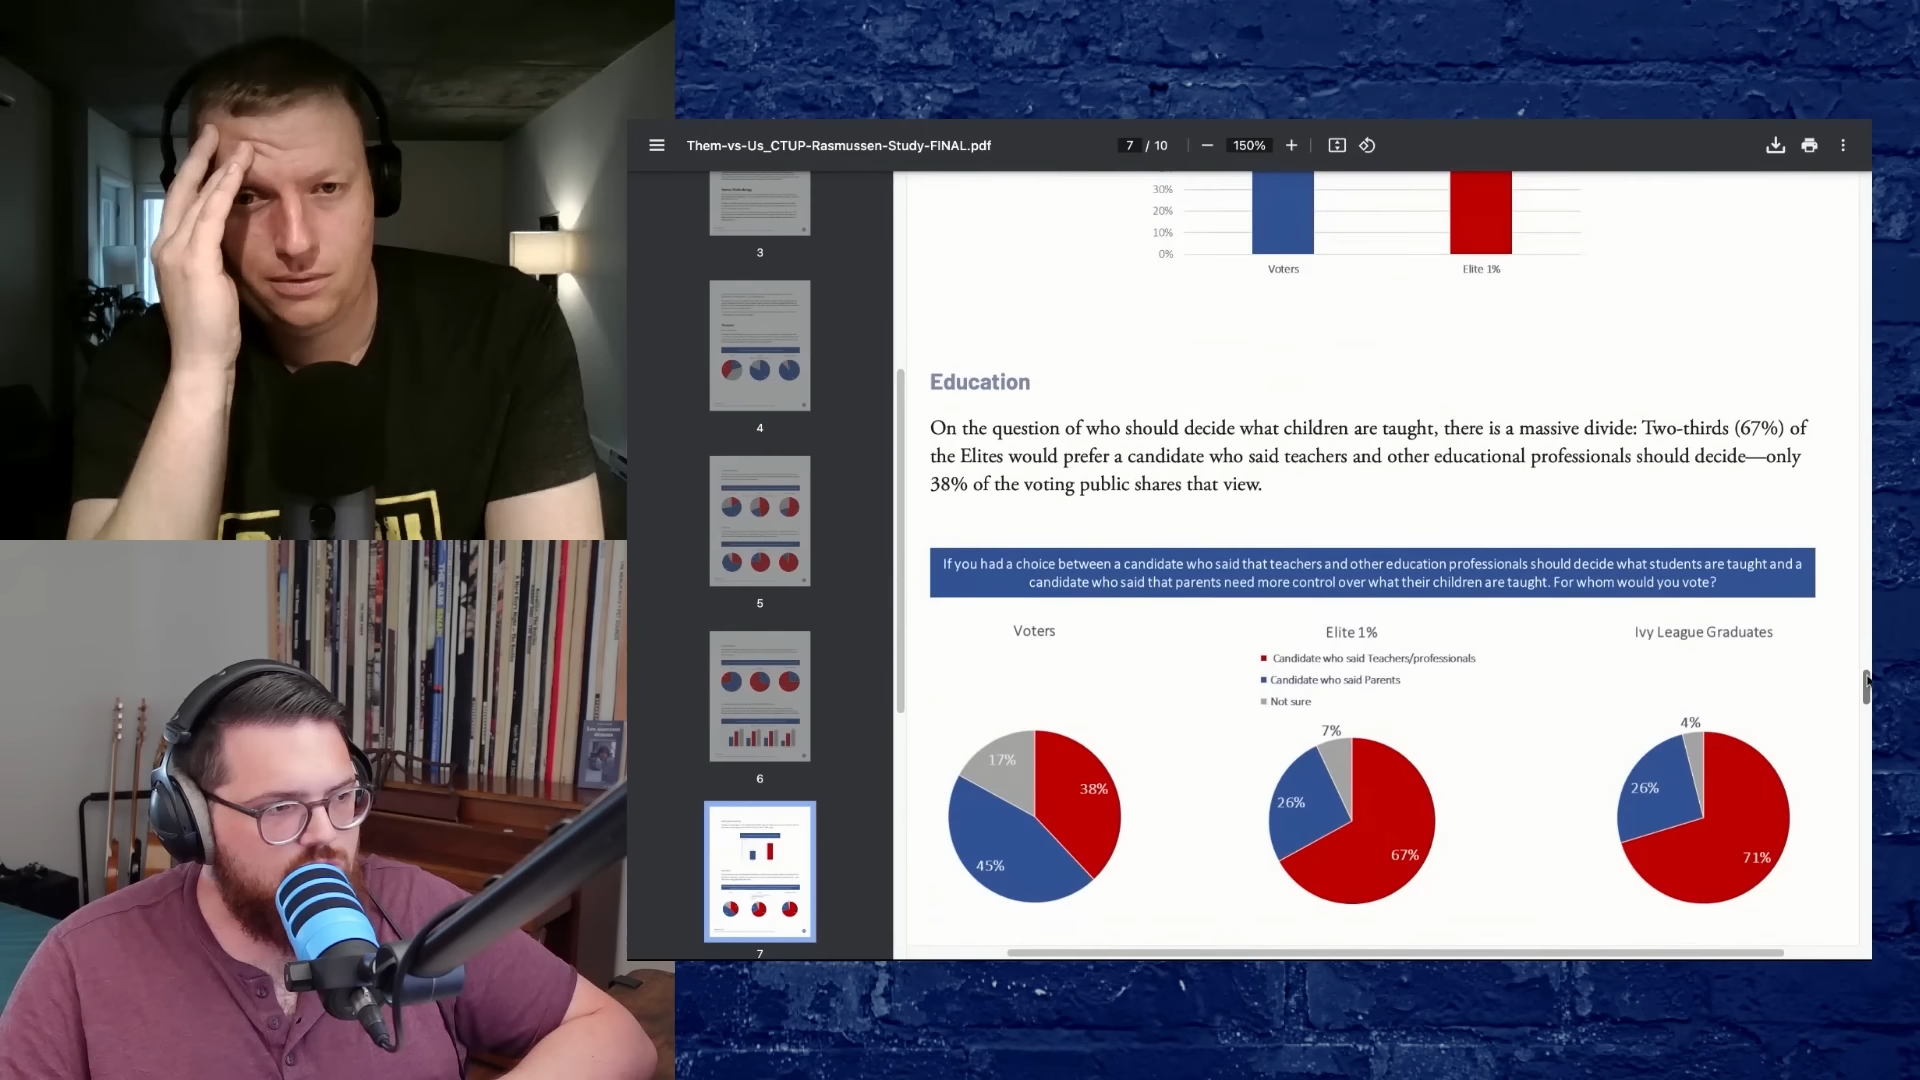 Them-vs-Us_CTUP-Rasmussen-Study-FINAL.pdf
7 / 10
150%
3
4
5
6
7
30%
20%
10%
0%
Voters
Elite 1%
Education
On the question of who should decide what children are taught, there is a massive divide: Two-thirds (67%) of
the Elites would prefer a candidate who said teachers and other educational professionals should decide—only
38% of the voting public shares that view.
If you had a choice between a candidate who said that teachers and other education professionals should decide what students are taught and a
candidate who said that parents need more control over what their children are taught. For whom would you vote?
Voters
Elite 1%
Ivy League Graduates
Candidate who said Teachers/professionals
Candidate who said Parents
Not sure
17%
38%
45%
7%
26%
67%
4%
26%
71%